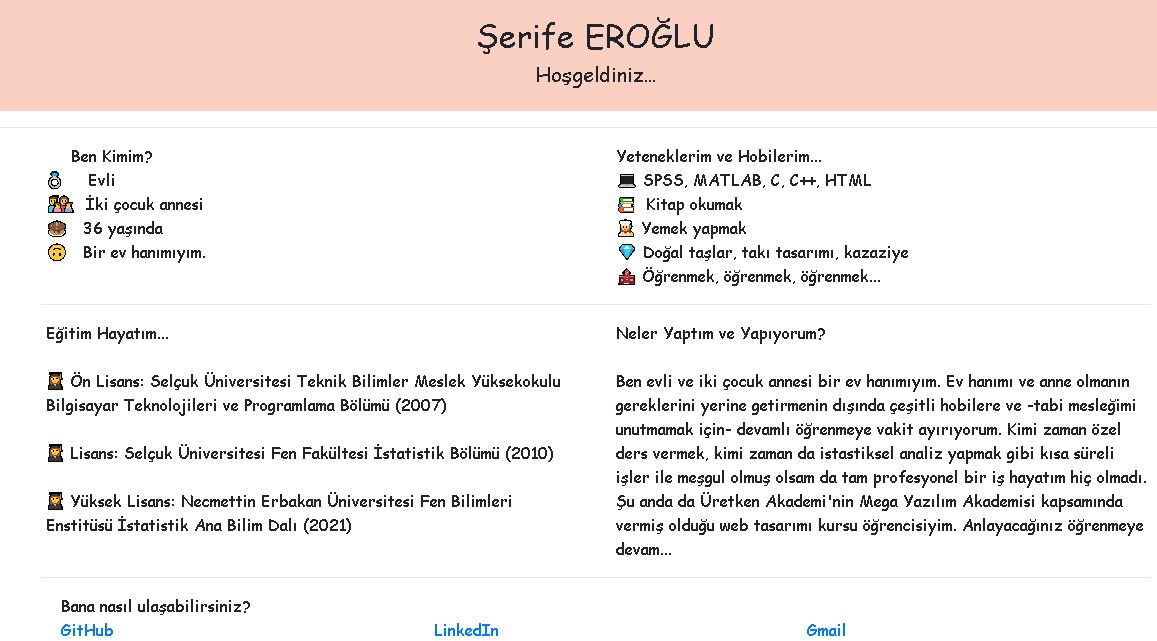 Şerife EROĞLU
Hoşgeldiniz...
Ben Kimim?
Evli
İki çocuk annesi
36 yaşında
Bir ev hanımıyım.
Yeteneklerim ve Hobilerim...
SPSS, MATLAB, C, C++, HTML
Kitap okumak
Yemek yapmak
Doğal taşlar, takı tasarımı, kazaziye
Öğrenmek, öğrenmek, öğrenmek...
Eğitim Hayatım...
Ön Lisans: Selçuk Üniversitesi Teknik Bilimler Meslek Yüksekokulu
Bilgisayar Teknolojileri ve Programlama Bölümü (2007)
Lisans: Selçuk Üniversitesi Fen Fakültesi İstatistik Bölümü (2010)
Yüksek Lisans: Necmettin Erbakan Üniversitesi Fen Bilimleri
Enstitüsü İstatistik Ana Bilim Dalı (2021)
Neler Yaptım ve Yapıyorum?
Ben evli ve iki çocuk annesi bir ev hanımıyım. Ev hanımı ve anne olmanın
gereklerini yerine getirmenin dışında çeşitli hobilere ve -tabi mesleğimi
unutmamak için- devamlı öğrenmeye vakit ayırıyorum. Kimi zaman özel
ders vermek, kimi zaman da istastiksel analiz yapmak gibi kısa süreli
işler ile meşgul olmuş olsam da tam profesyonel bir iş hayatım hiç olmadı.
Şu anda da Üretken Akademi'nin Mega Yazılım Akademisi kapsamında
vermiş olduğu web tasarımı kursu öğrencisiyim. Anlayacağınız öğrenmeye
devam...
Bana nasıl ulaşabilirsiniz?
GitHub
LinkedIn
Gmail